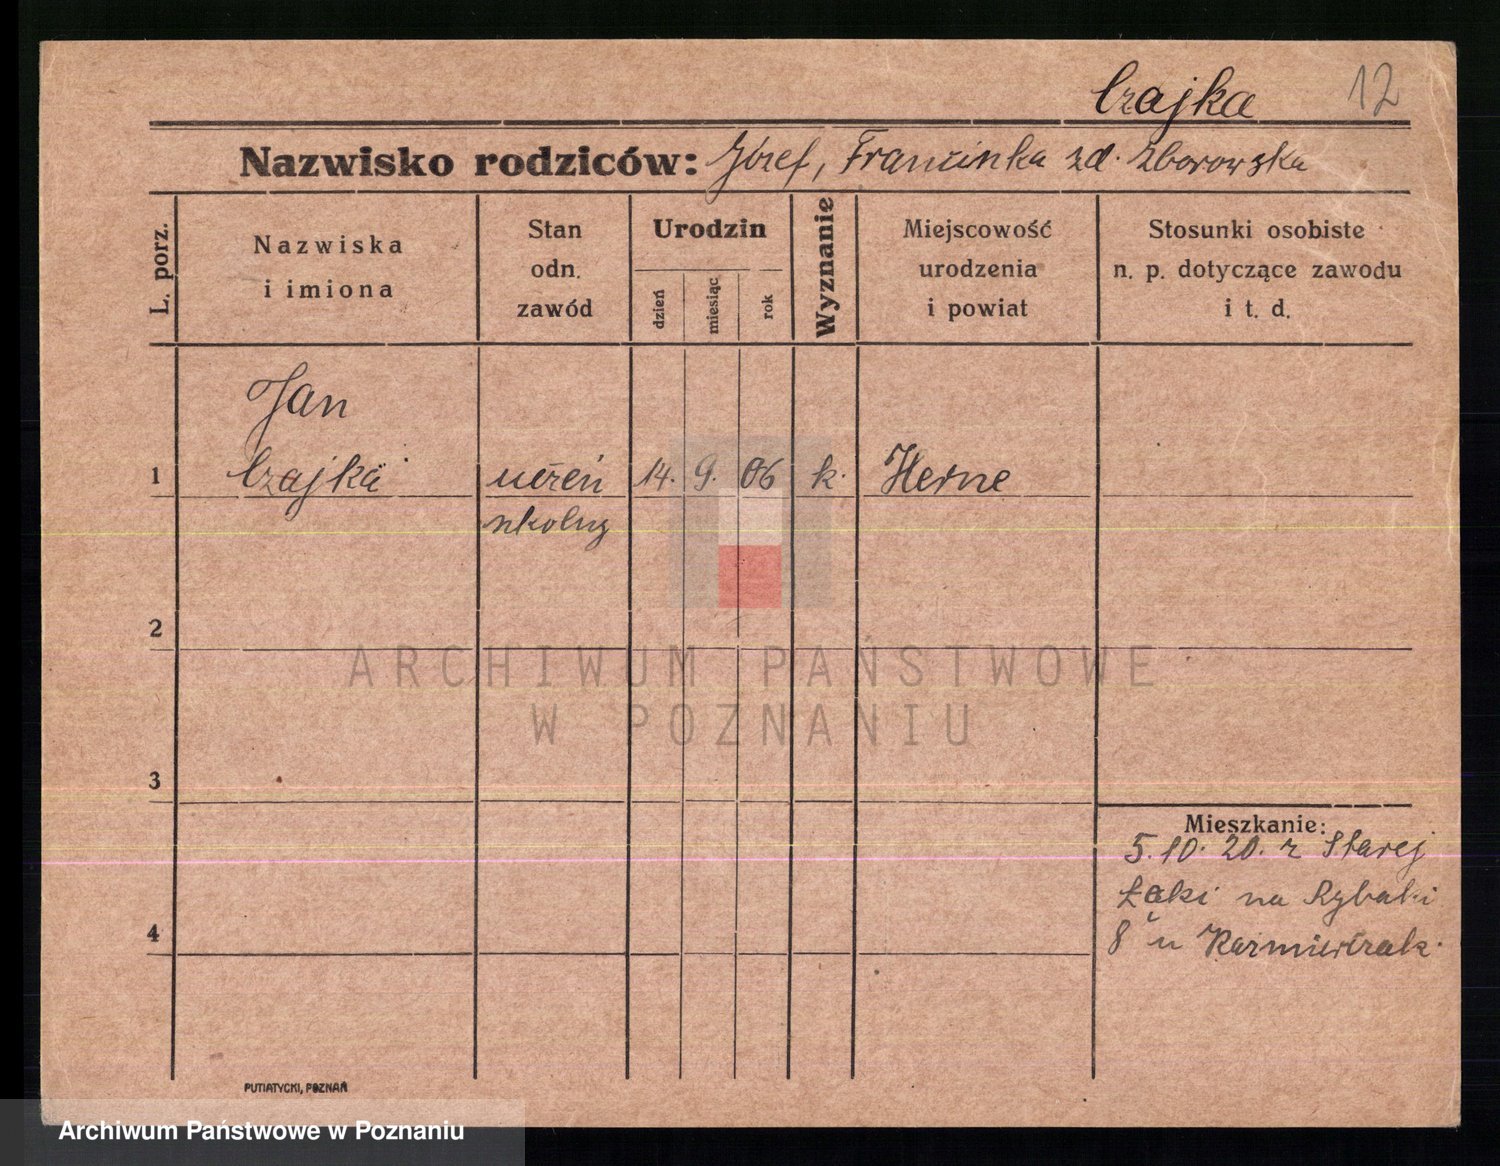 Czajka 12
Nazwisko rodziców: Józef, Franciszka zd. Zborowska
L. porz.
Nazwiska
i imiona
Stan
odn.
zawód
Urodzin
dzień
miesiąc
rok
Wyznanie
Miejscowość
urodzenia
i powiat
Stosunki osobiste
n. p. dotyczące zawodu
i t. d.
Jan
1 Czajka uczeń 14. 9. 06 k. Herne
szkolny
2
ARCHIWUM PAŃSTWOWE
W POZNANIU
3
Mieszkanie:
5. 10. 20. z Starej
Łąki na Rybaki
4
8 u Kazmierczak.
PUTIATYCKI, POZNAŃ
Archiwum Państwowe w Poznaniu